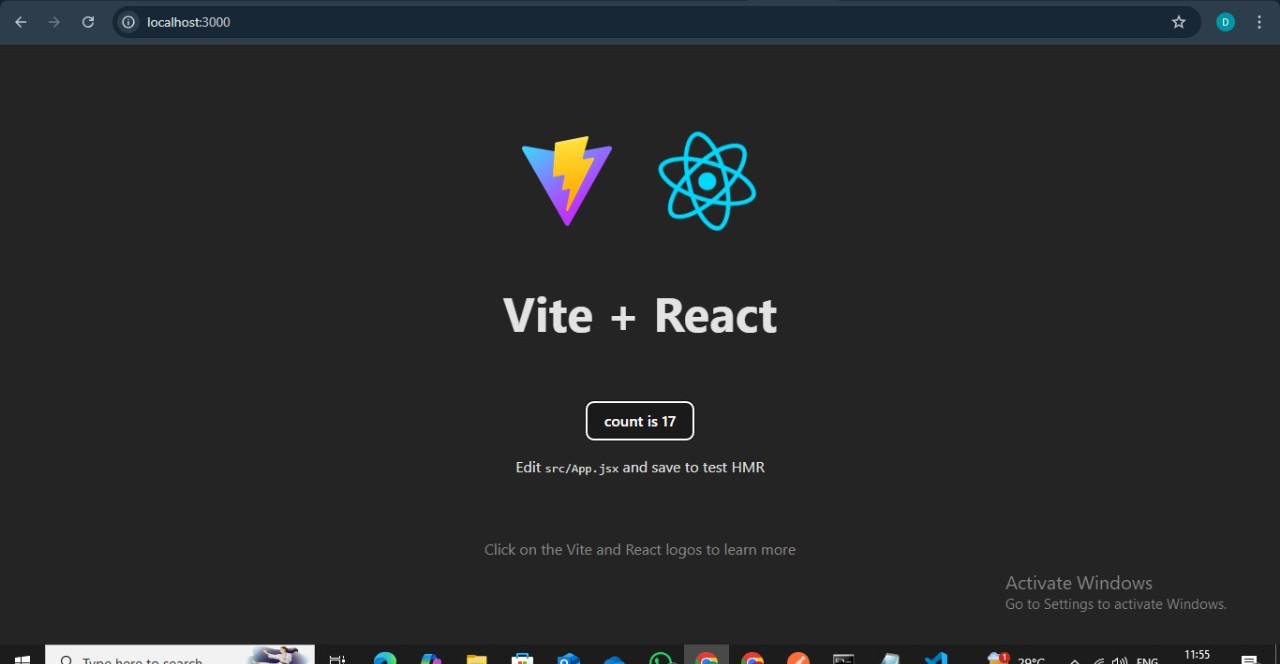 localhost:3000
D
Vite + React
count is 17
Edit src/App.jsx and save to test HMR
Click on the Vite and React logos to learn more
Activate Windows
Go to Settings to activate Windows.
Type here to search
1
29°C
ENG
11:55